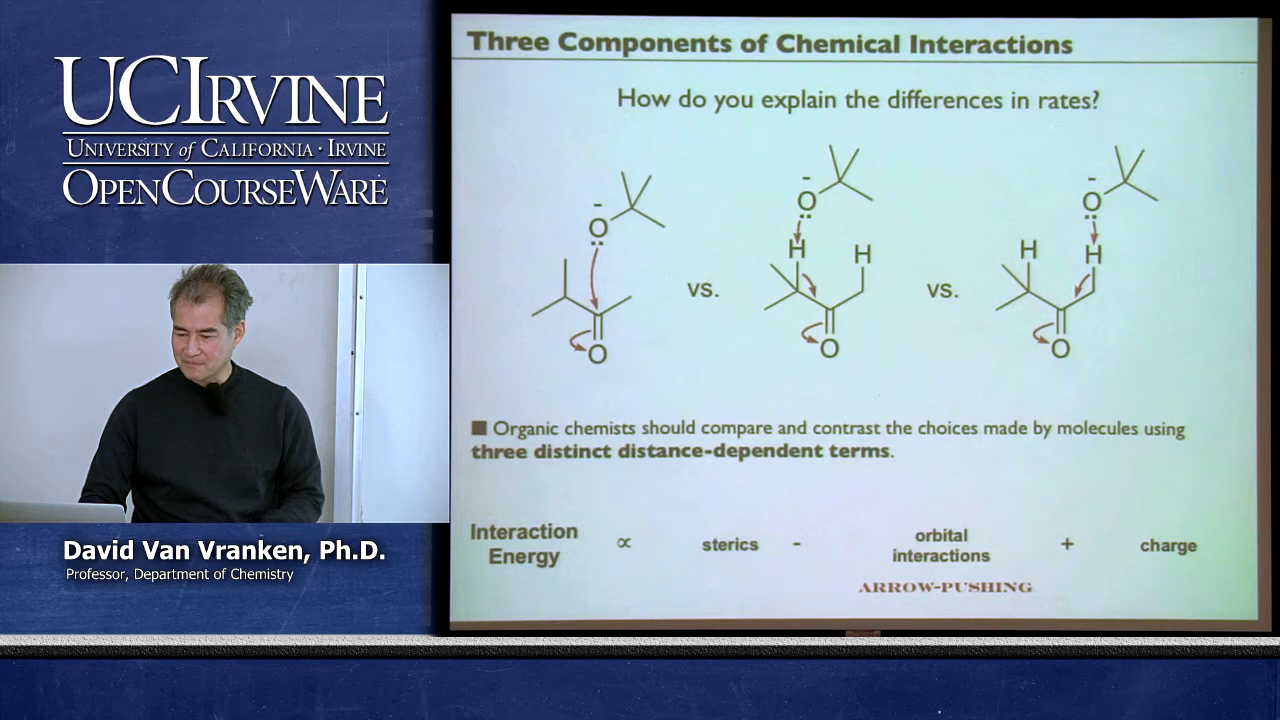 UCIRVINE
UNIVERSITY of CALIFORNIA · IRVINE
OPENCOURSEWARE
David Van Vranken, Ph.D.
Professor, Department of Chemistry
Three Components of Chemical Interactions
How do you explain the differences in rates?
-
O
O
vs.
-
O
H
H
O
vs.
-
O
H
H
O
■ Organic chemists should compare and contrast the choices made by molecules using
three distinct distance-dependent terms.
Interaction Energy ∝ sterics - orbital interactions + charge
ARROW-PUSHING